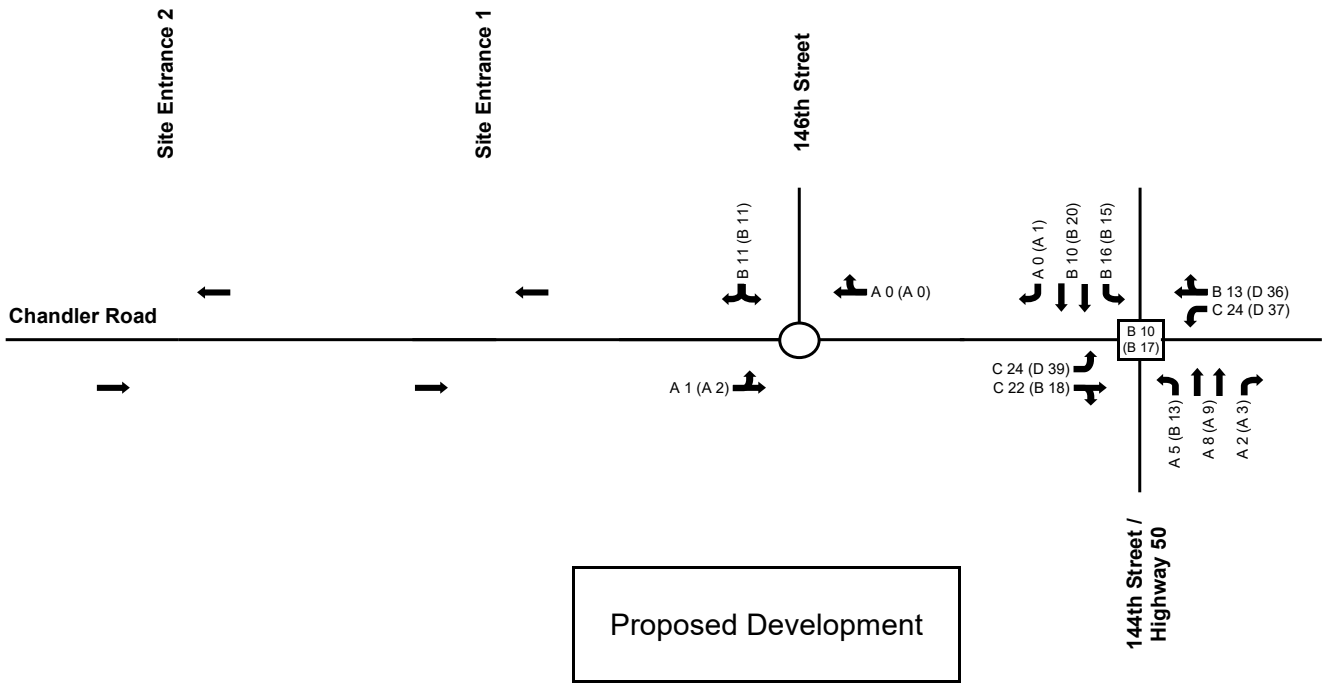 Site Entrance 2
Site Entrance 1
146th Street
B 11 (B 11)
A 0 (A 1)
B 10 (B 20)
B 16 (B 15)
A 0 (A 0)
B 13 (D 36)
C 24 (D 37)
Chandler Road
B 10
(B 17)
C 24 (D 39)
C 22 (B 18)
A 1 (A 2)
A 5 (B 13)
A 8 (A 9)
A 2 (A 3)
144th Street /
Highway 50
Proposed Development